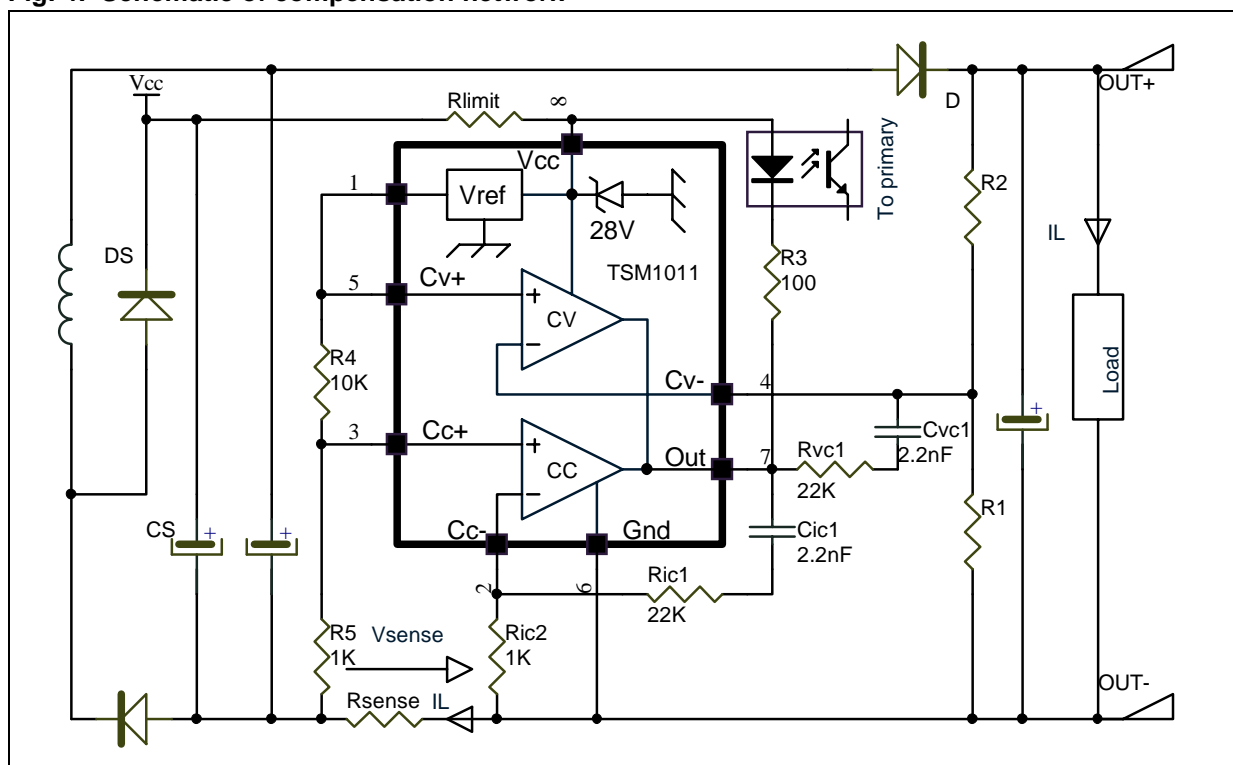 Fig. 4. Schematic of compensation network
Vcc
Rlimit
8
D
OUT+
1
Vcc
Vref
28V
To primary
R2
DS
IL
TSM1011
R3
100
5
Cv+
+
CV
-
Load
R4
10K
Cv-
4
3
Cc+
+
CC
-
Out
7
Rvc1
22K
Cvc1
2.2nF
CS
+
+
+
Cc-
Gnd
Cic1
2.2nF
R1
2
6
Ric1
22K
R5
1K
Vsense
Ric2
1K
Rsense
IL
OUT-